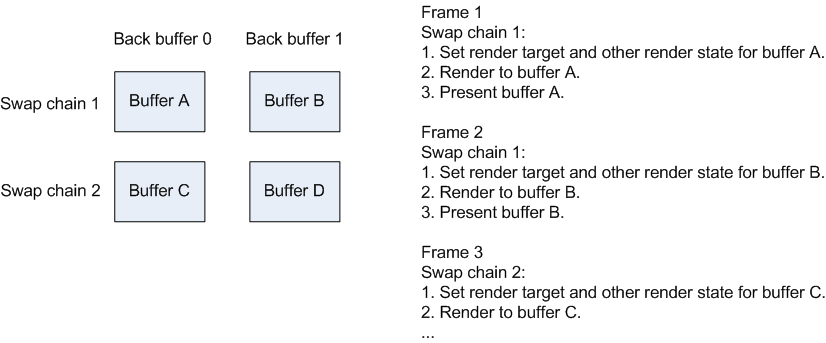 Back buffer 0 Back buffer 1
Swap chain 1 Buffer A Buffer B
Swap chain 2 Buffer C Buffer D
Frame 1
Swap chain 1:
1. Set render target and other render state for buffer A.
2. Render to buffer A.
3. Present buffer A.
Frame 2
Swap chain 1:
1. Set render target and other render state for buffer B.
2. Render to buffer B.
3. Present buffer B.
Frame 3
Swap chain 2:
1. Set render target and other render state for buffer C.
2. Render to buffer C.
...